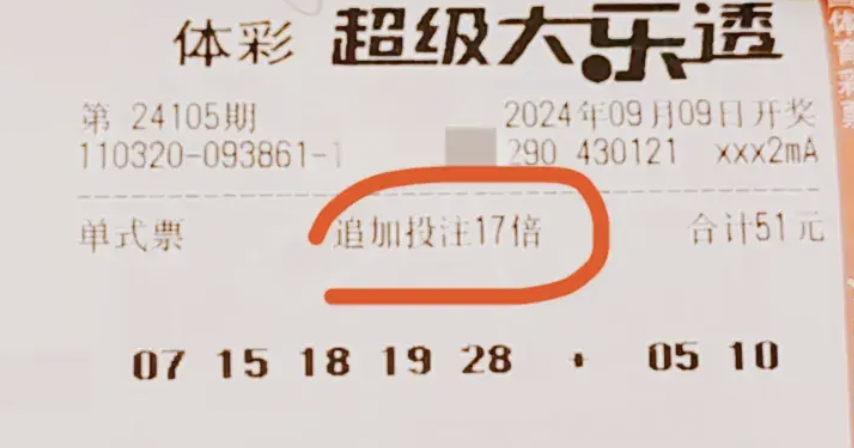 体彩 超级大乐透
第 24105期 2024年09月09日开奖
110320-093861-1 290 430121 xxx2mA
单式票 追加投注17倍 合计51元
07 15 18 19 28 + 05 10
体育彩票